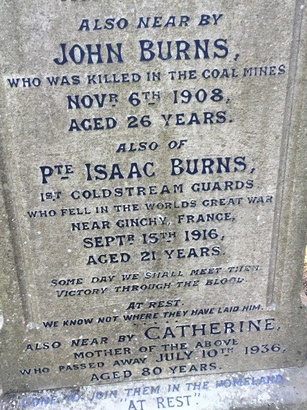 ALSO NEAR BY
JOHN BURNS,
WHO WAS KILLED IN THE COAL MINES
NOVR 6TH 1908,
AGED 26 YEARS.
ALSO OF
PTE ISAAC BURNS,
1ST COLDSTREAM GUARDS
WHO FELL IN THE WORLDS GREAT WAR
NEAR GINCHY, FRANCE,
SEPTR 15TH 1916,
AGED 21 YEARS.
SOME DAY WE SHALL MEET THEM
VICTORY THROUGH THE BLOOD
AT REST.
WE KNOW NOT WHERE THEY HAVE LAID HIM.
ALSO NEAR BY CATHERINE,
MOTHER OF THE ABOVE
WHO PASSED AWAY JULY 10TH 1936,
AGED 80 YEARS.
GONE TO JOIN THEM IN THE HOMELAND
"AT REST"